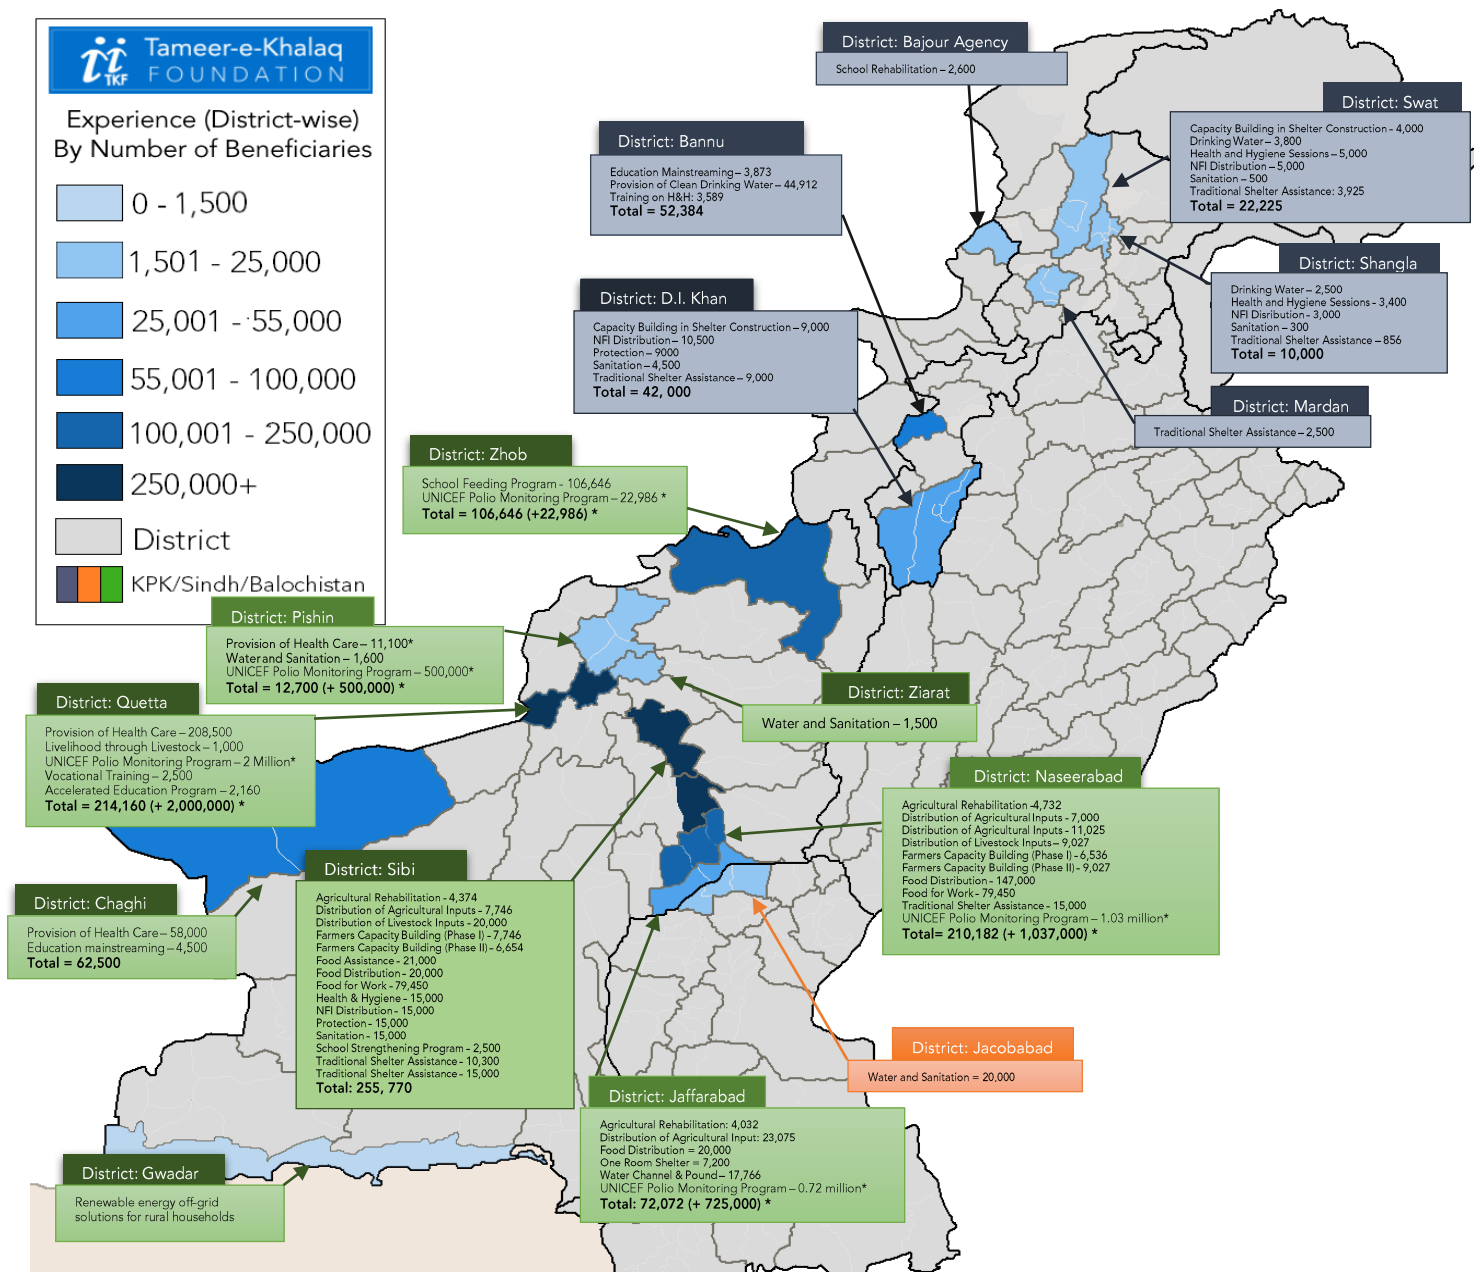 Tameer-e-Khalaq
FOUNDATION
TKF
Experience (District-wise)
By Number of Beneficiaries
0 - 1,500
1,501 - 25,000
25,001 - 55,000
55,001 - 100,000
100,001 - 250,000
250,000+
District
KPK/Sindh/Balochistan
District: Bajour Agency
School Rehabilitation – 2,600
District: Swat
Capacity Building in Shelter Construction - 4,000
Drinking Water – 3,800
Health and Hygiene Sessions – 5,000
NFI Distribution – 5,000
Sanitation – 500
Traditional Shelter Assistance: 3,925
Total = 22,225
District: Bannu
Education Mainstreaming – 3,873
Provision of Clean Drinking Water – 44,912
Training on H&H: 3,589
Total = 52,384
District: Shangla
Drinking Water – 2,500
Health and Hygiene Sessions - 3,400
NFI Disribution – 3,000
Sanitation – 300
Traditional Shelter Assistance – 856
Total = 10,000
District: D.I. Khan
Capacity Building in Shelter Construction – 9,000
NFI Distribution – 10,500
Protection – 9000
Sanitation – 4,500
Traditional Shelter Assistance – 9,000
Total = 42, 000
District: Mardan
Traditional Shelter Assistance – 2,500
District: Zhob
School Feeding Program - 106,646
UNICEF Polio Monitoring Program – 22,986 *
Total = 106,646 (+22,986) *
District: Pishin
Provision of Health Care – 11,100*
Water and Sanitation – 1,600
UNICEF Polio Monitoring Program – 500,000*
Total = 12,700 (+ 500,000) *
District: Quetta
Provision of Health Care – 208,500
Livelihood through Livestock – 1,000
UNICEF Polio Monitoring Program – 2 Million*
Vocational Training – 2,500
Accelerated Education Program – 2,160
Total = 214,160 (+ 2,000,000) *
District: Ziarat
Water and Sanitation – 1,500
District: Naseerabad
Agricultural Rehabilitation -4,732
Distribution of Agricultural Inputs - 7,000
Distribution of Agricultural Inputs - 11,025
Distribution of Livestock Inputs – 9,027
Farmers Capacity Building (Phase I) - 6,536
Farmers Capacity Building (Phase II) - 9,027
Food Distribution - 147,000
Food for Work - 79,450
Traditional Shelter Assistance - 15,000
UNICEF Polio Monitoring Program – 1.03 million*
Total= 210,182 (+ 1,037,000) *
District: Sibi
Agricultural Rehabilitation - 4,374
Distribution of Agricultural Inputs - 7,746
Distribution of Livestock Inputs - 20,000
Farmers Capacity Building (Phase I) - 7,746
Farmers Capacity Building (Phase II) - 6,654
Food Assistance - 21,000
Food Distribution - 20,000
Food for Work - 79,450
Health & Hygiene - 15,000
NFI Distribution - 15,000
Protection - 15,000
Sanitation - 15,000
School Strengthening Program - 2,500
Traditional Shelter Assistance - 10,300
Traditional Shelter Assistance - 15,000
Total: 255, 770
District: Chaghi
Provision of Health Care – 58,000
Education mainstreaming – 4,500
Total = 62,500
District: Jacobabad
Water and Sanitation = 20,000
District: Jaffarabad
Agricultural Rehabilitation: 4,032
Distribution of Agricultural Input: 23,075
Food Distribution = 20,000
One Room Shelter = 7,200
Water Channel & Pound – 17,766
UNICEF Polio Monitoring Program – 0.72 million*
Total: 72,072 (+ 725,000) *
District: Gwadar
Renewable energy off-grid
solutions for rural households